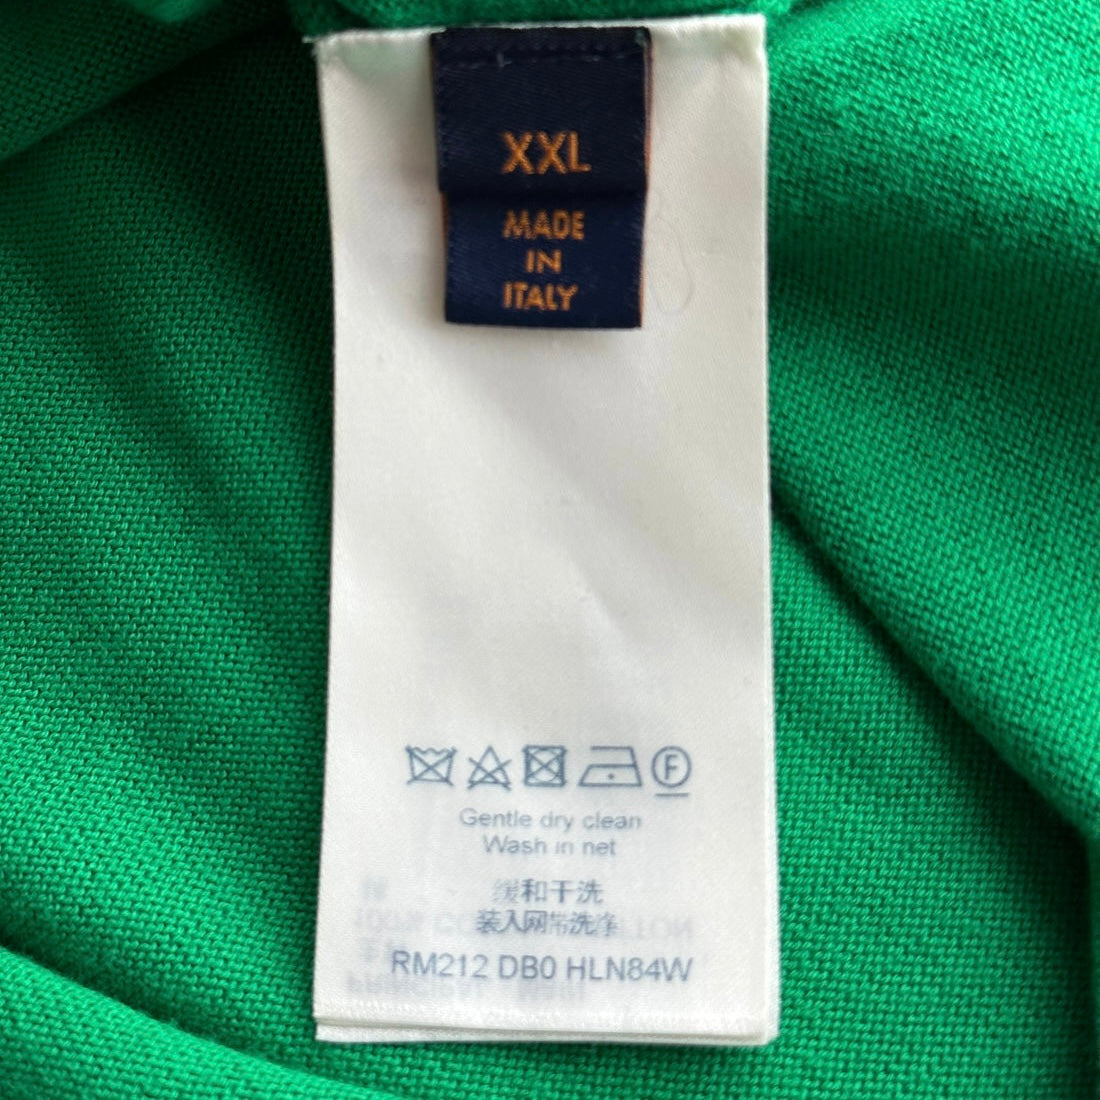 XXL
MADE
IN
ITALY
F
Gentle dry clean
Wash in net
缓和干洗
装入网带洗净
RM212 DB0 HLN84W